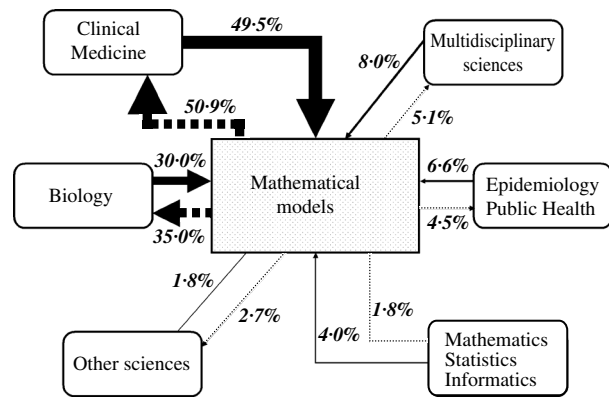 Clinical
Medicine
49·5%
Multidisciplinary
sciences
8·0%
5·1%
50·9%
Biology
30·0%
35·0%
Mathematical
models
6·6%
4·5%
Epidemiology
Public Health
1·8%
2·7%
Other sciences
4·0%
1·8%
Mathematics
Statistics
Informatics